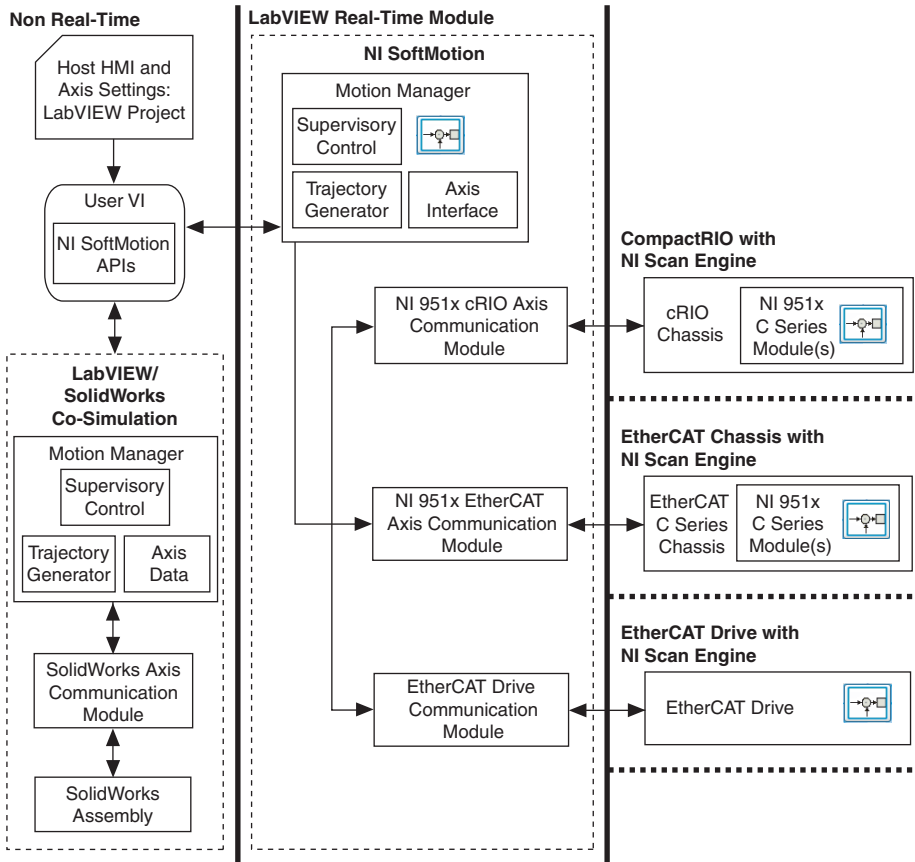 Non Real-Time
Host HMI and
Axis Settings:
LabVIEW Project
User VI
NI SoftMotion
APIs
LabVIEW/
SolidWorks
Co-Simulation
Motion Manager
Supervisory
Control
Trajectory
Generator
Axis
Data
SolidWorks Axis
Communication
Module
SolidWorks
Assembly
LabVIEW Real-Time Module
NI SoftMotion
Motion Manager
Supervisory
Control
Trajectory
Generator
Axis
Interface
NI 951x cRIO Axis
Communication
Module
NI 951x EtherCAT
Axis Communication
Module
EtherCAT Drive
Communication
Module
CompactRIO with
NI Scan Engine
cRIO
Chassis
NI 951x
C Series
Module(s)
EtherCAT Chassis with
NI Scan Engine
EtherCAT
C Series
Chassis
NI 951x
C Series
Module(s)
EtherCAT Drive with
NI Scan Engine
EtherCAT Drive